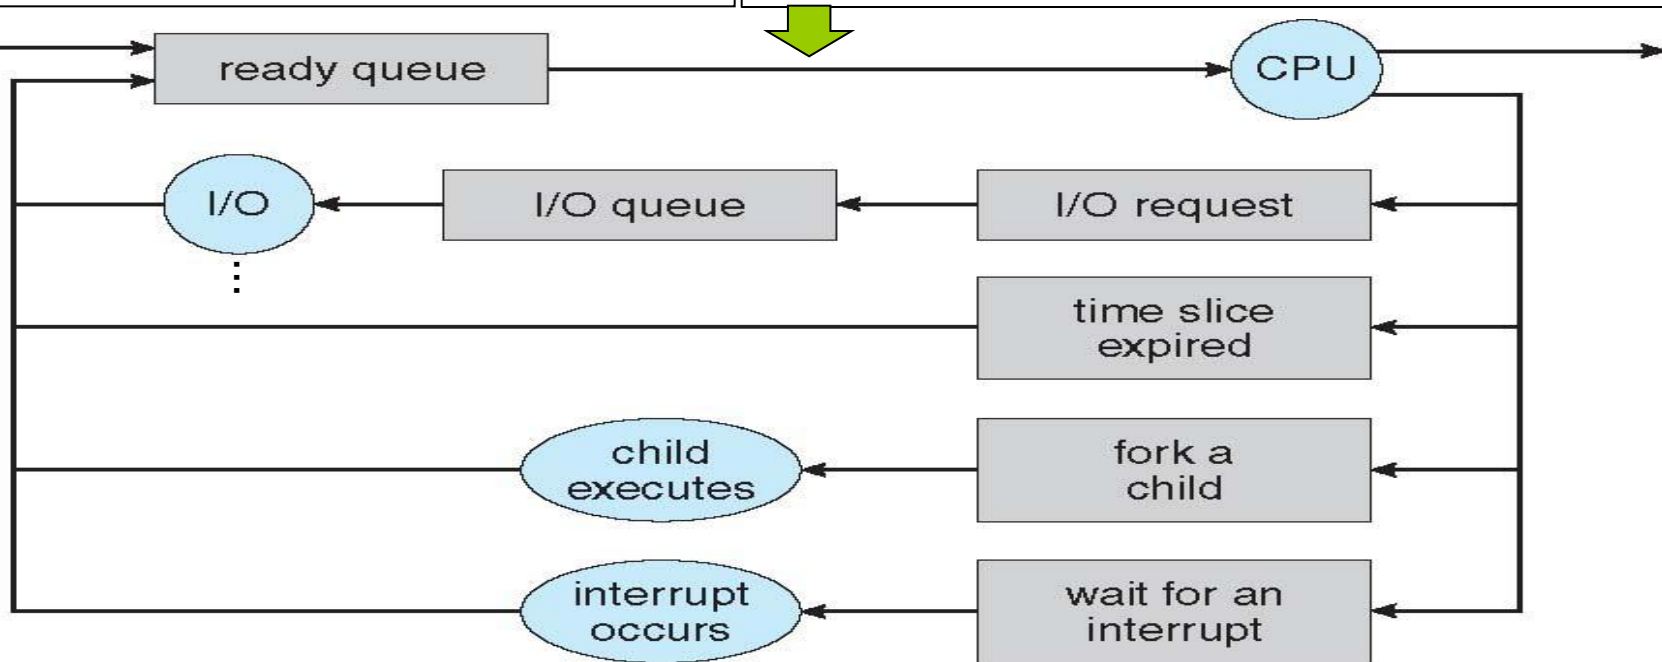 ready queue
CPU
I/O
I/O queue
I/O request
time slice
expired
child
executes
fork a
child
interrupt
occurs
wait for an
interrupt